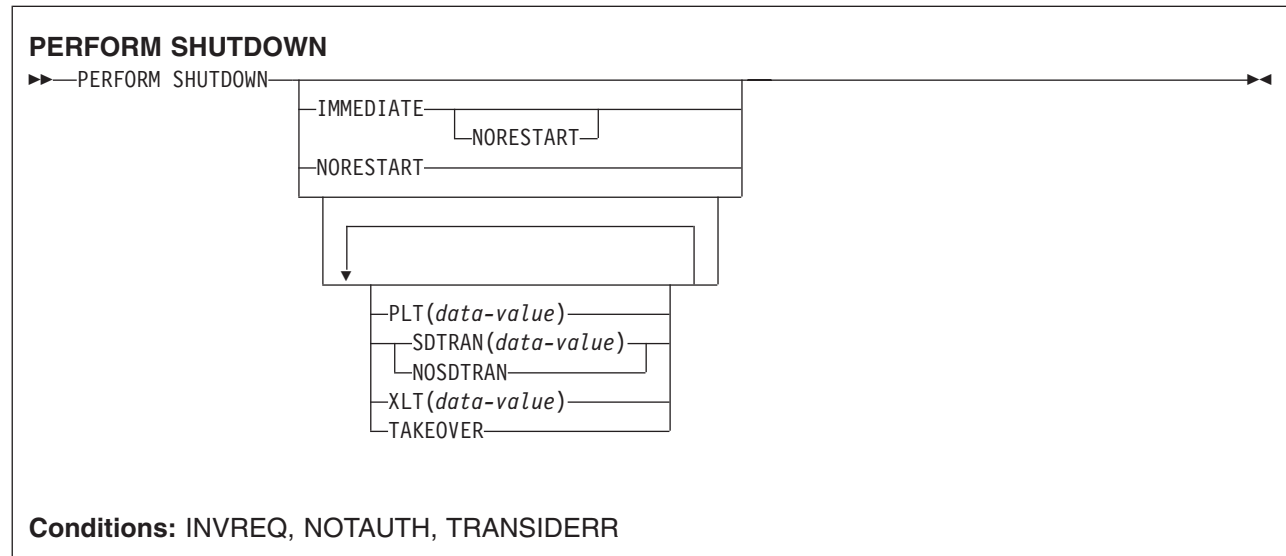 PERFORM SHUTDOWN
PERFORM SHUTDOWN
IMMEDIATE
NORESTART
NORESTART
PLT(data-value)
SDTRAN(data-value)
NOSDTRAN
XLT(data-value)
TAKEOVER
Conditions: INVREQ, NOTAUTH, TRANSIDERR